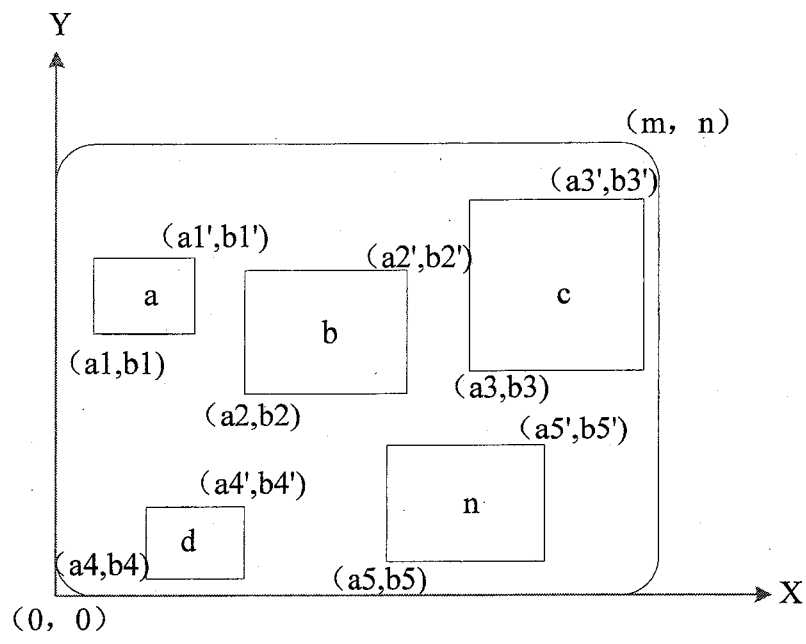 Y
（m，n）
（a3',b3'）
（a1',b1'）
（a2',b2'）
a
b
c
（a1,b1）
（a3,b3）
（a2,b2）
（a5',b5'）
（a4',b4'）
n
d
（a4,b4）
（a5,b5）
X
（0，0）